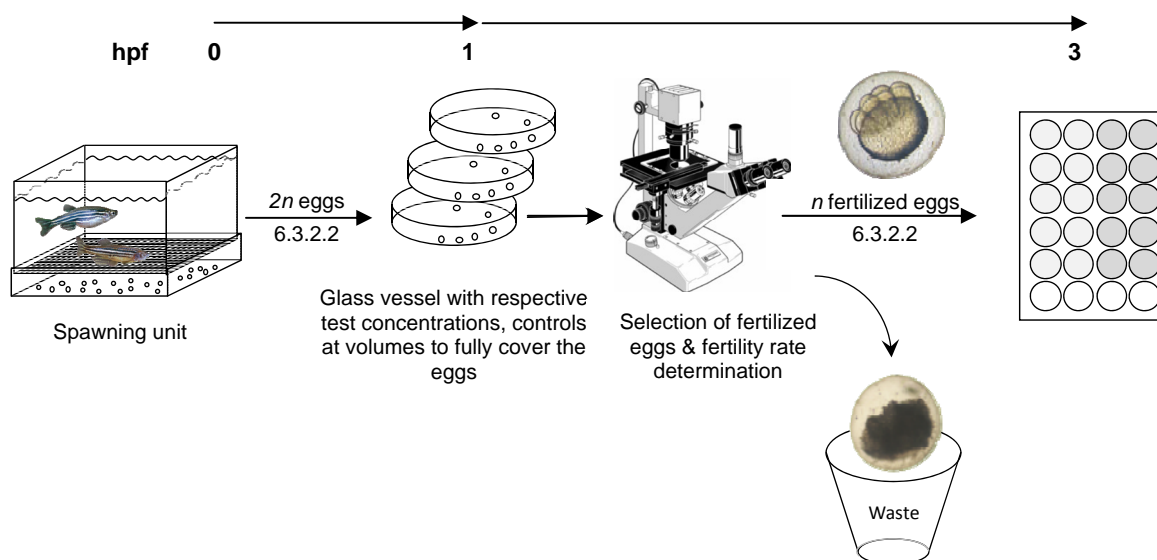 hpf 0 1 3
2n eggs
6.3.2.2
n fertilized eggs
6.3.2.2
Spawning unit
Glass vessel with respective
test concentrations, controls
at volumes to fully cover the
eggs
Selection of fertilized
eggs & fertility rate
determination
Waste